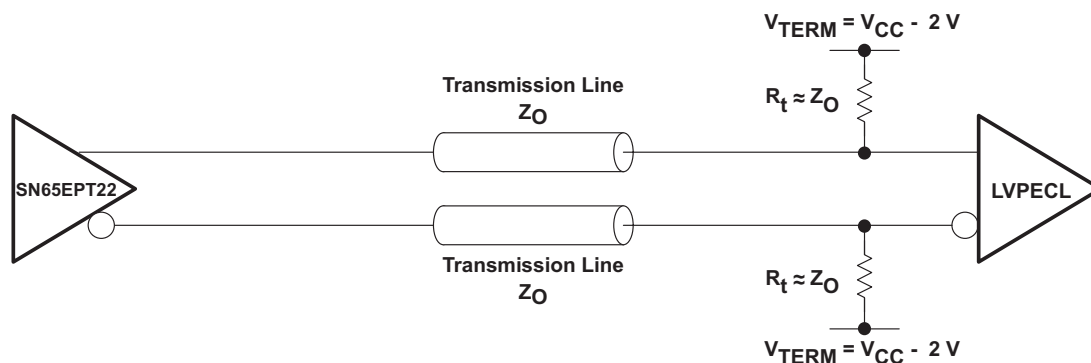 V_TERM = V_CC - 2 V
Transmission Line
Z_O
R_t ≈ Z_O
SN65EPT22
LVPECL
Transmission Line
Z_O
R_t ≈ Z_O
V_TERM = V_CC - 2 V